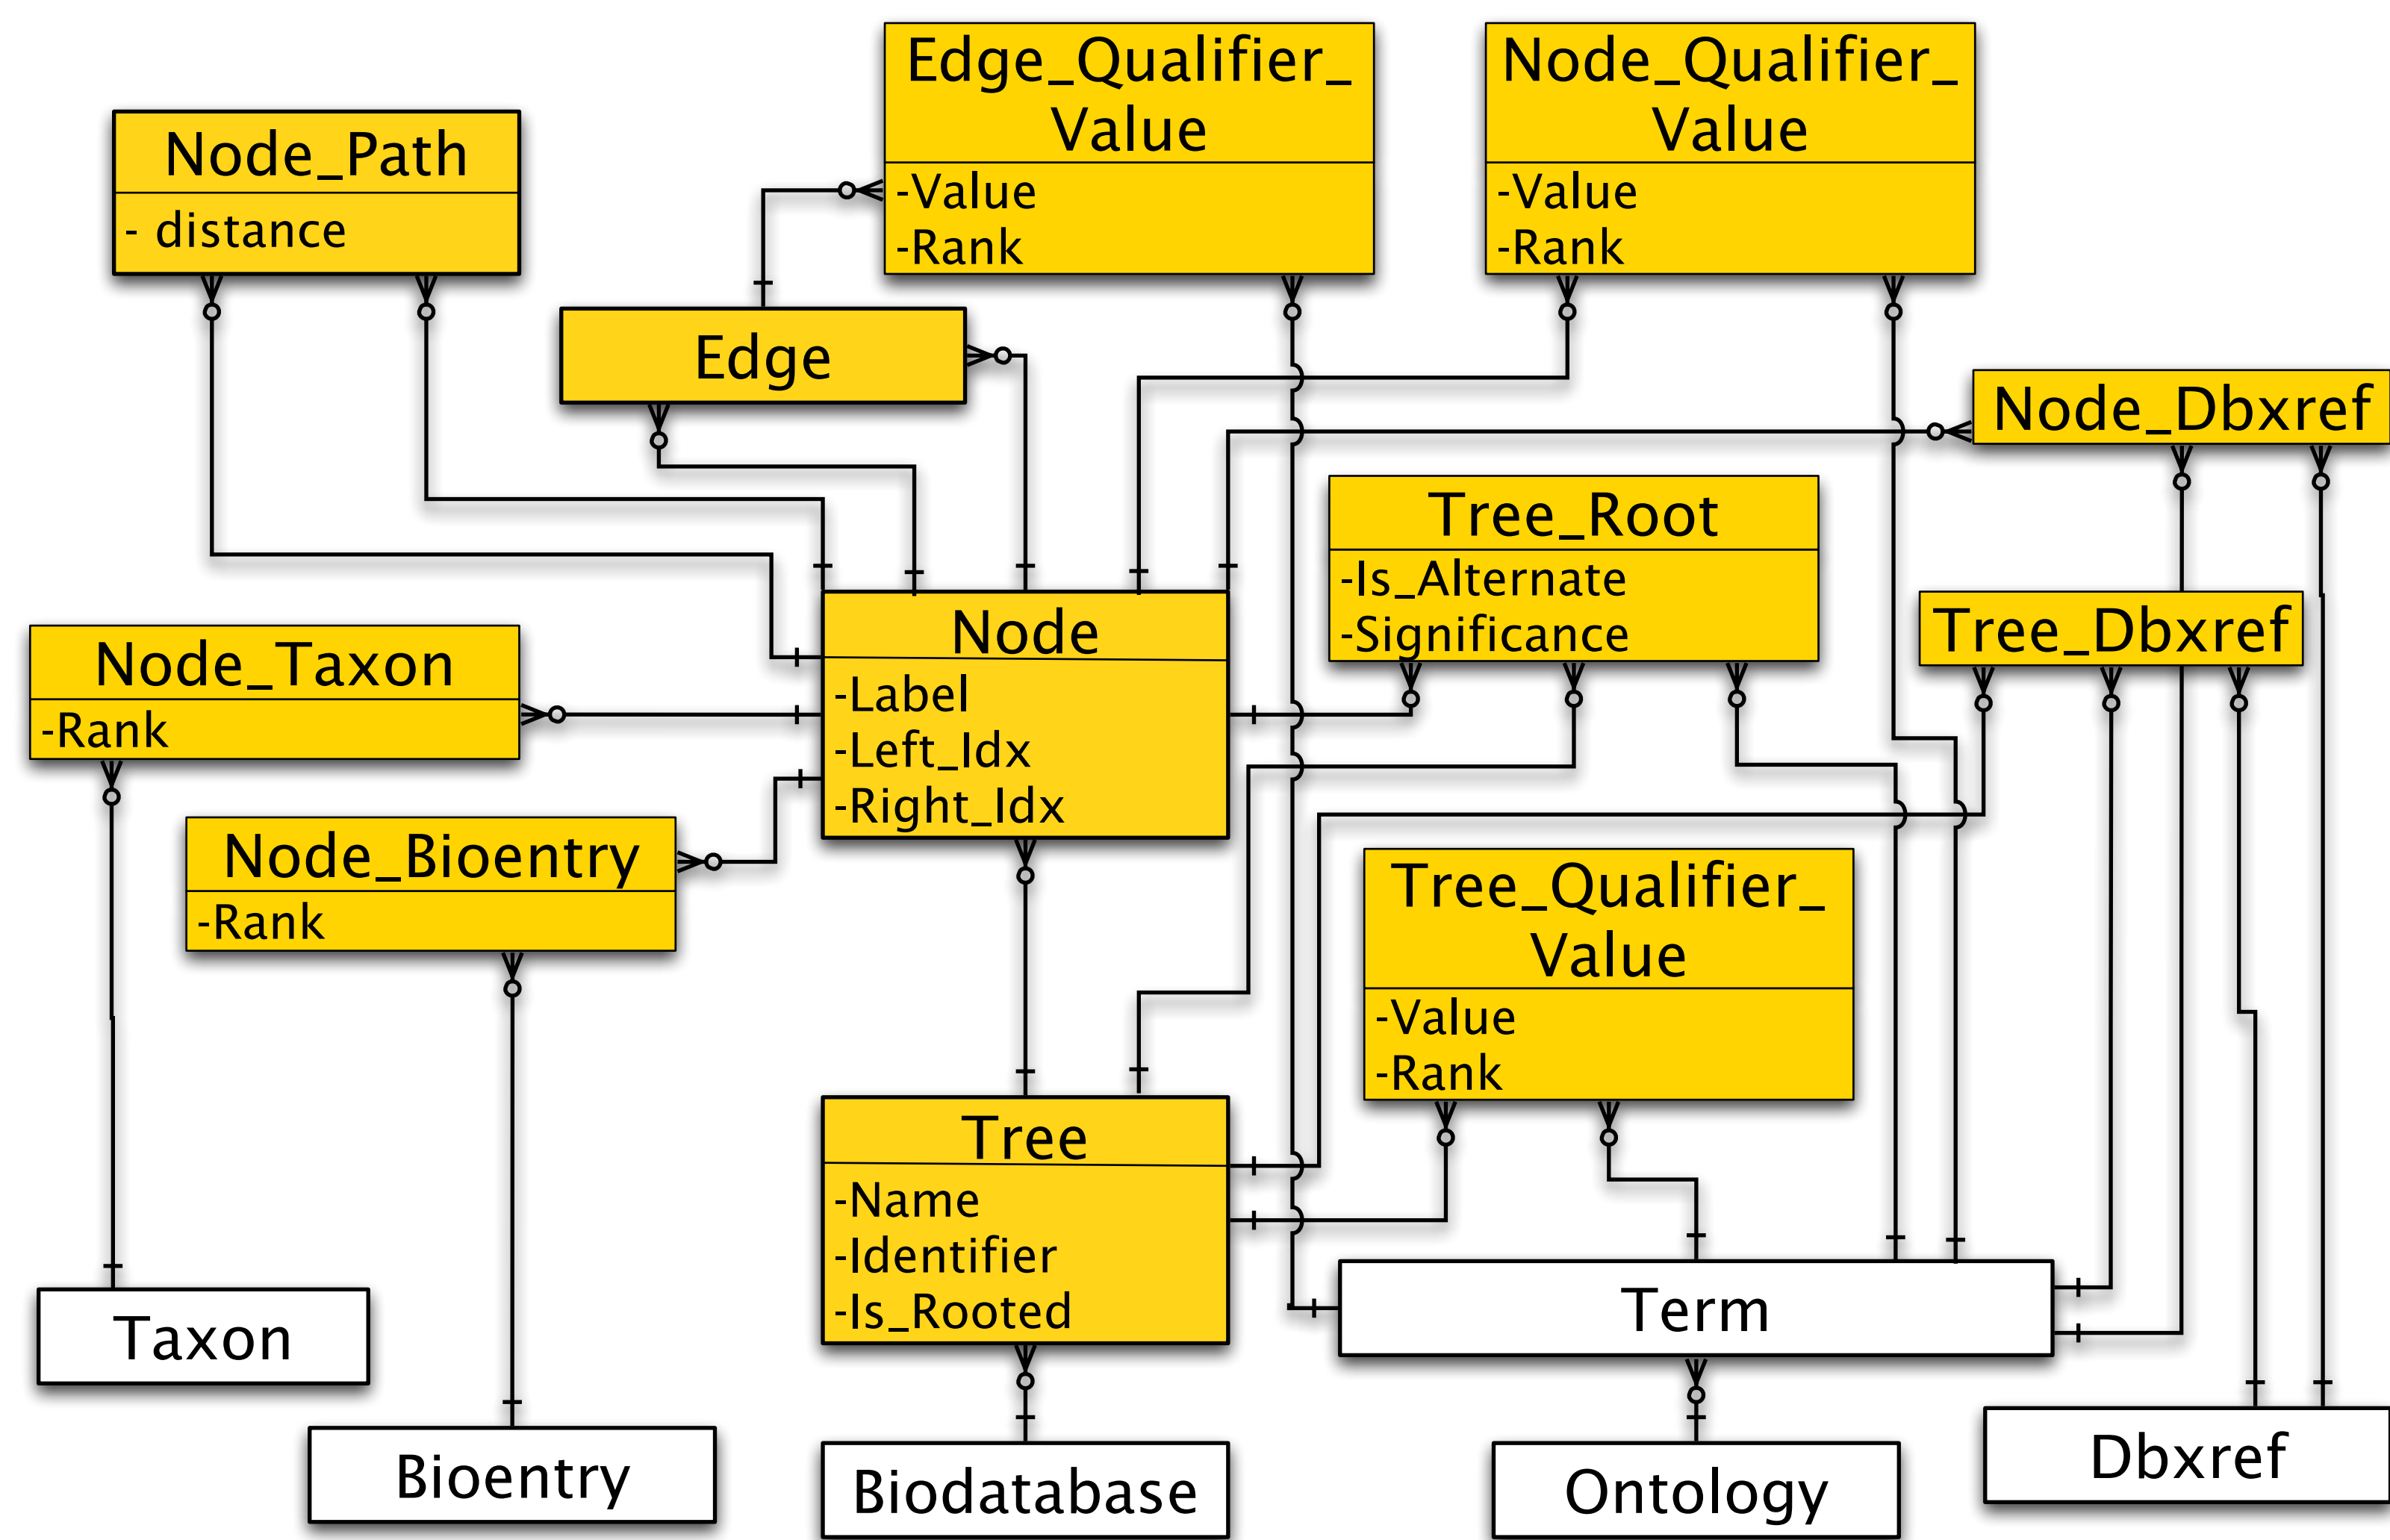 Edge_Qualifier_
Value
-Value
-Rank
Node_Qualifier_
Value
-Value
-Rank
Node_Path
- distance
Edge
Node_Dbxref
Tree_Root
-Is_Alternate
-Significance
Tree_Dbxref
Node
-Label
-Left_Idx
-Right_Idx
Node_Taxon
-Rank
Node_Bioentry
-Rank
Tree_Qualifier_
Value
-Value
-Rank
Tree
-Name
-Identifier
-Is_Rooted
Term
Taxon
Bioentry
Biodatabase
Ontology
Dbxref